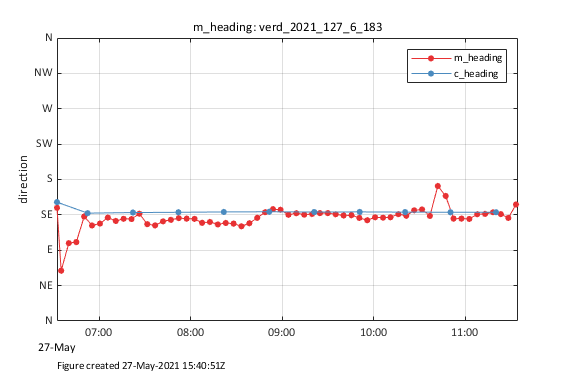 m_heading: verd_2021_127_6_183
N
NW
W
SW
S
SE
E
NE
N
direction
m_heading
c_heading
07:00 08:00 09:00 10:00 11:00
27-May
Figure created 27-May-2021 15:40:51Z